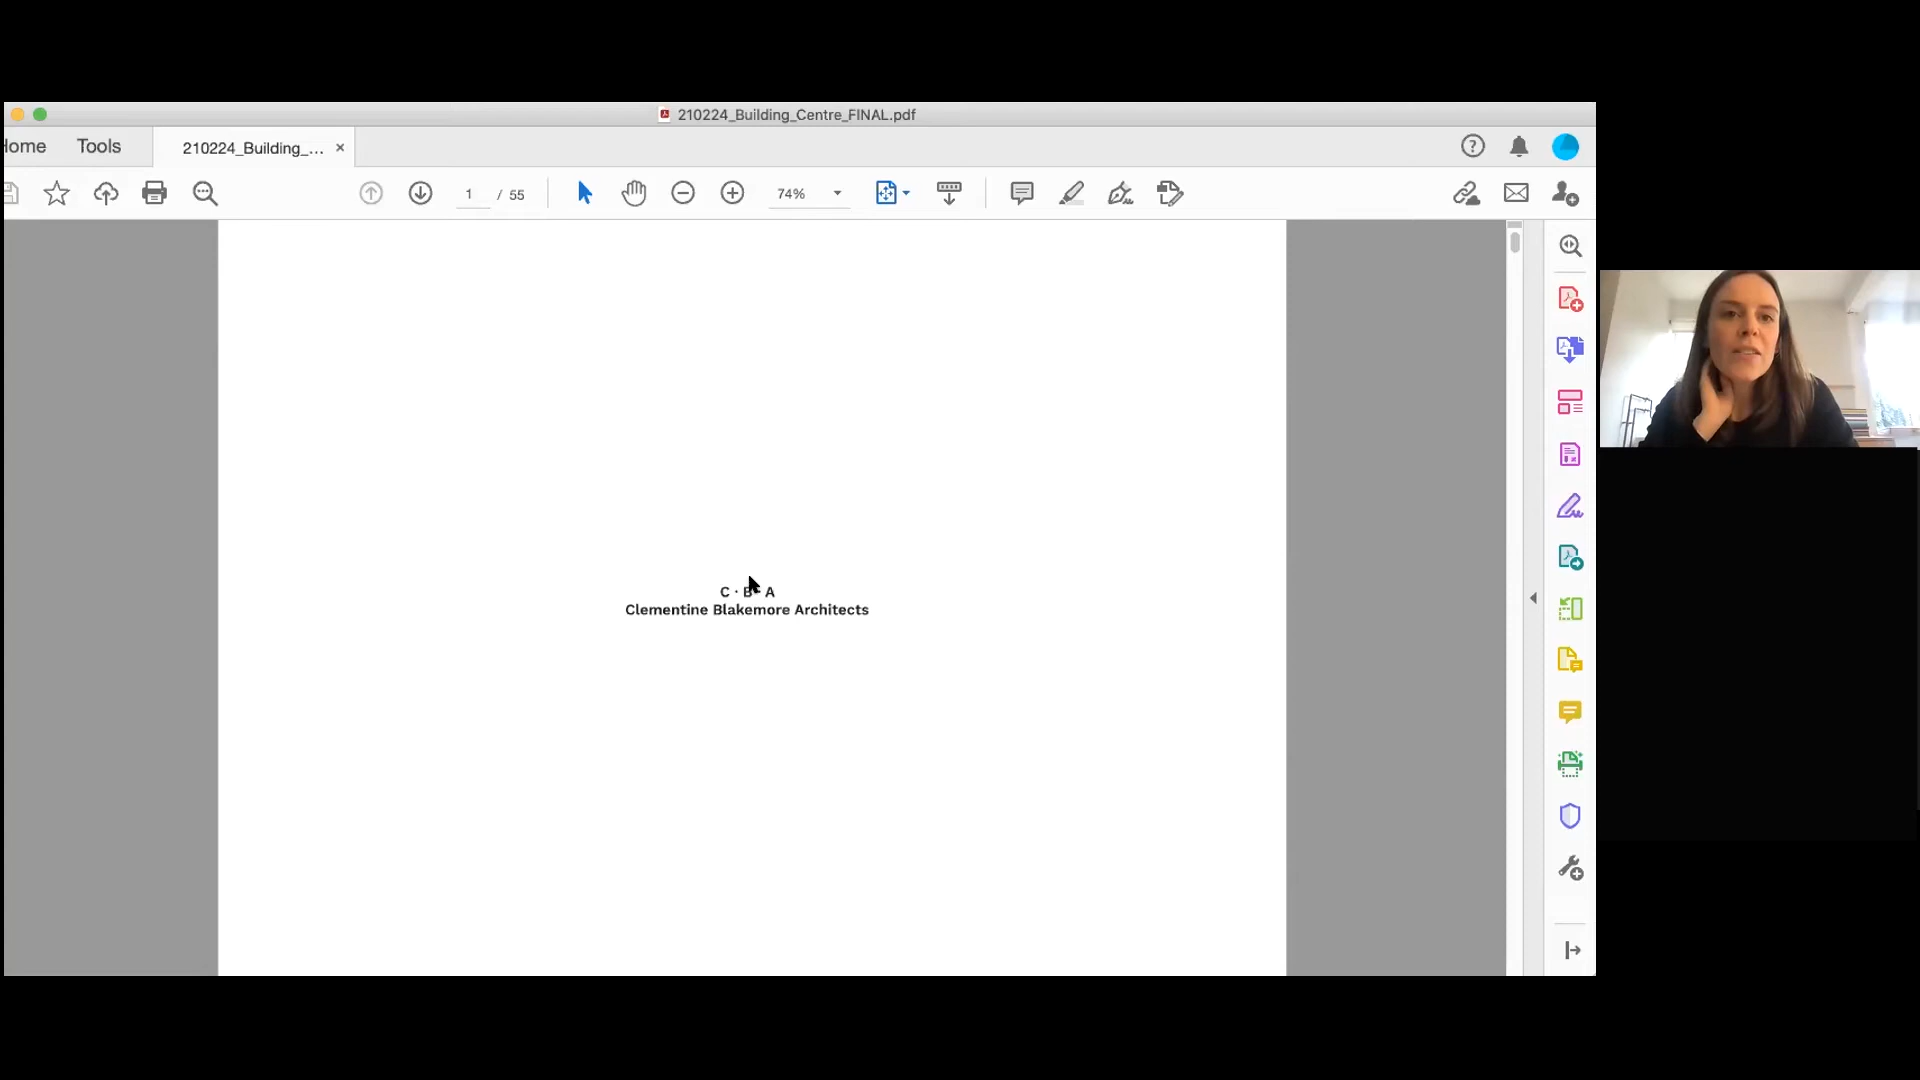 210224_Building_Centre_FINAL.pdf
Home Tools 210224_Building_... ×
1 / 55 74%
C · B · A
Clementine Blakemore Architects